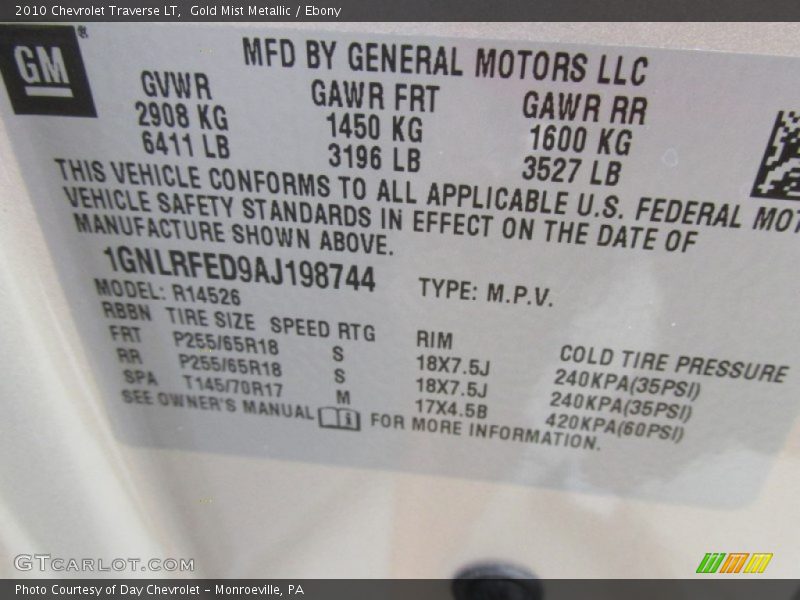 2010 Chevrolet Traverse LT, Gold Mist Metallic / Ebony
GM ®
MFD BY GENERAL MOTORS LLC
GVWR GAWR FRT GAWR RR
2908 KG 1450 KG 1600 KG
6411 LB 3196 LB 3527 LB
THIS VEHICLE CONFORMS TO ALL APPLICABLE U.S. FEDERAL MOT
VEHICLE SAFETY STANDARDS IN EFFECT ON THE DATE OF
MANUFACTURE SHOWN ABOVE.
1GNLRFED9AJ198744 TYPE: M.P.V.
MODEL: R14526
RBBN TIRE SIZE SPEED RTG RIM COLD TIRE PRESSURE
FRT P255/65R18 S 18X7.5J 240KPA(35PSI)
RR P255/65R18 S 18X7.5J 240KPA(35PSI)
SPA T145/70R17 M 17X4.5B 420KPA(60PSI)
SEE OWNER'S MANUAL i FOR MORE INFORMATION.
GTCARLOT.COM
Photo Courtesy of Day Chevrolet – Monroeville, PA